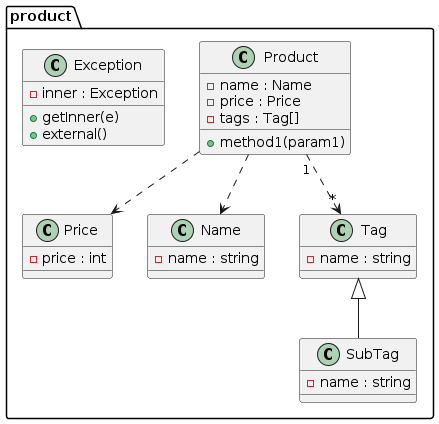 product
C Exception
inner : Exception
getInner(e)
external()
C Product
name : Name
price : Price
tags : Tag[]
method1(param1)
1
*
C Price
price : int
C Name
name : string
C Tag
name : string
C SubTag
name : string